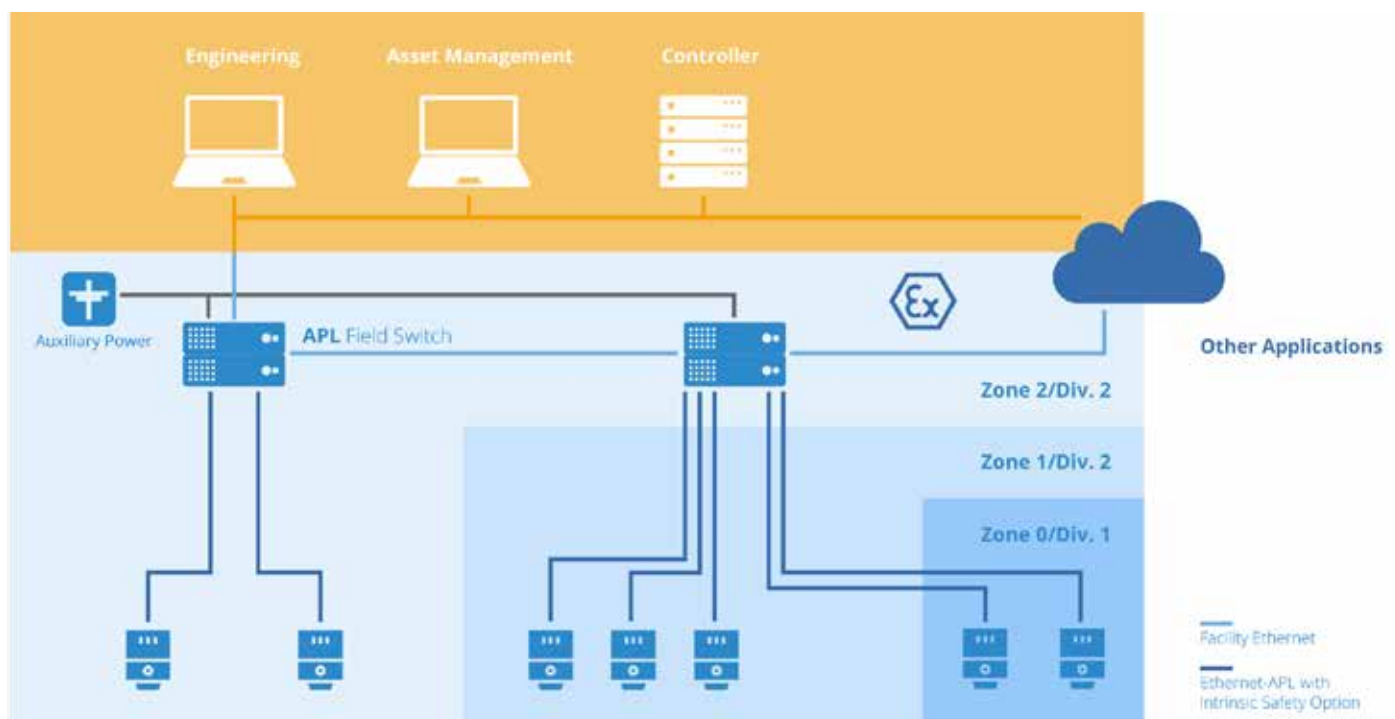 Engineering
Asset Management
Controller
Ex
Auxiliary Power
APL Field Switch
Other Applications
Zone 2/Div. 2
Zone 1/Div. 2
Zone 0/Div. 1
Facility Ethernet
Ethernet-APL with
Intrinsic Safety Option